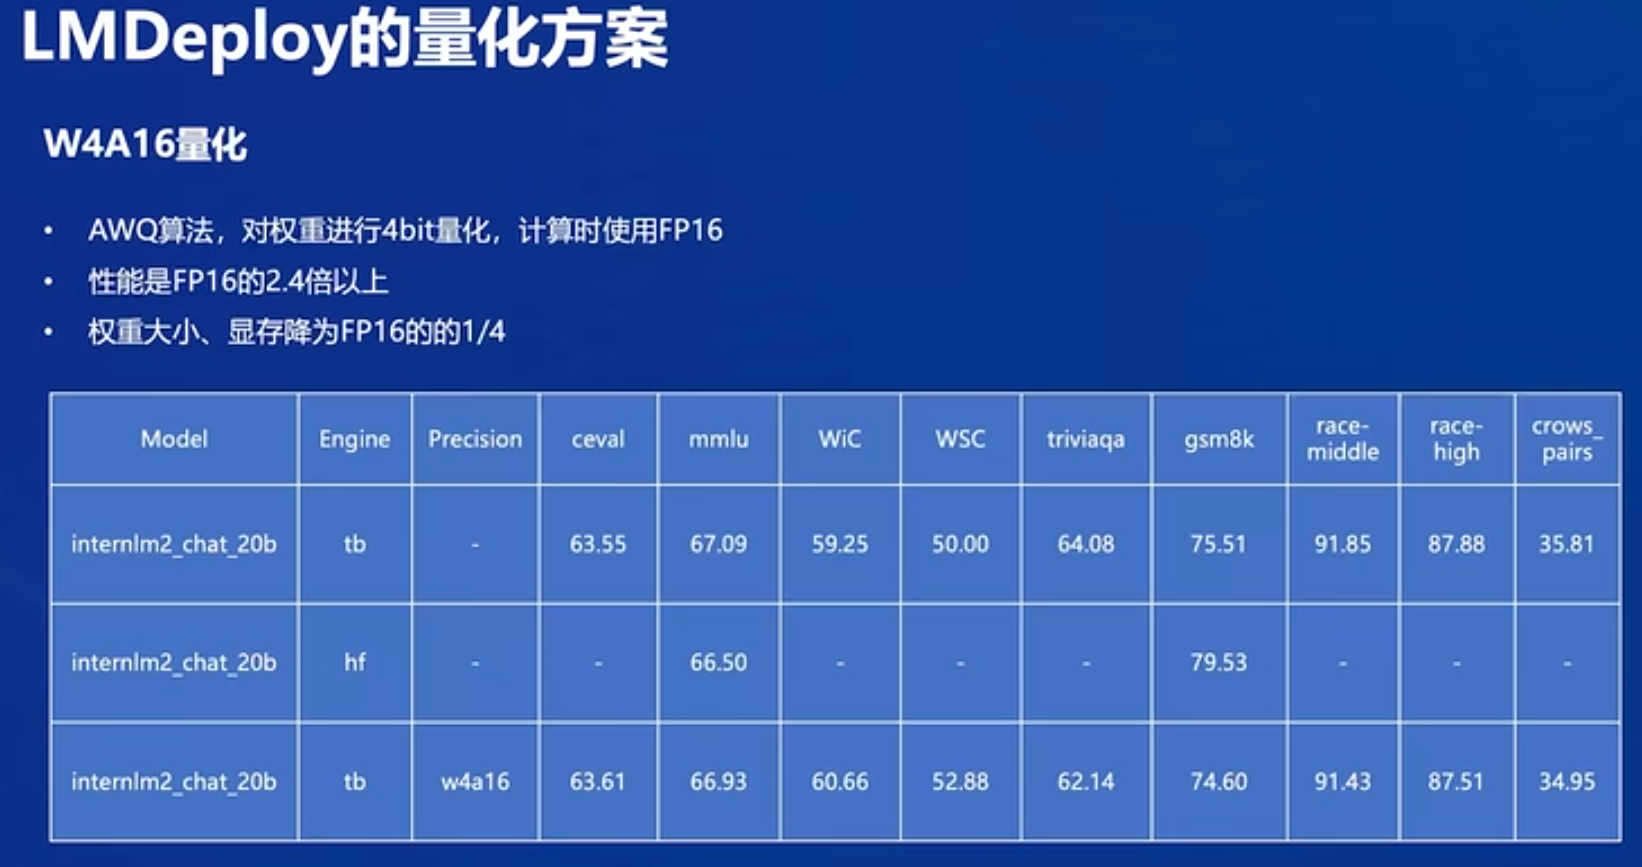 LMDeploy的量化方案
W4A16量化
• AWQ算法，对权重进行4bit量化，计算时使用FP16
• 性能是FP16的2.4倍以上
• 权重大小、显存降为FP16的的1/4
Model Engine Precision ceval mmlu WiC WSC triviaqa gsm8k race-middle race-high crows_pairs
internlm2_chat_20b tb - 63.55 67.09 59.25 50.00 64.08 75.51 91.85 87.88 35.81
internlm2_chat_20b hf - - 66.50 - - - 79.53 - - -
internlm2_chat_20b tb w4a16 63.61 66.93 60.66 52.88 62.14 74.60 91.43 87.51 34.95